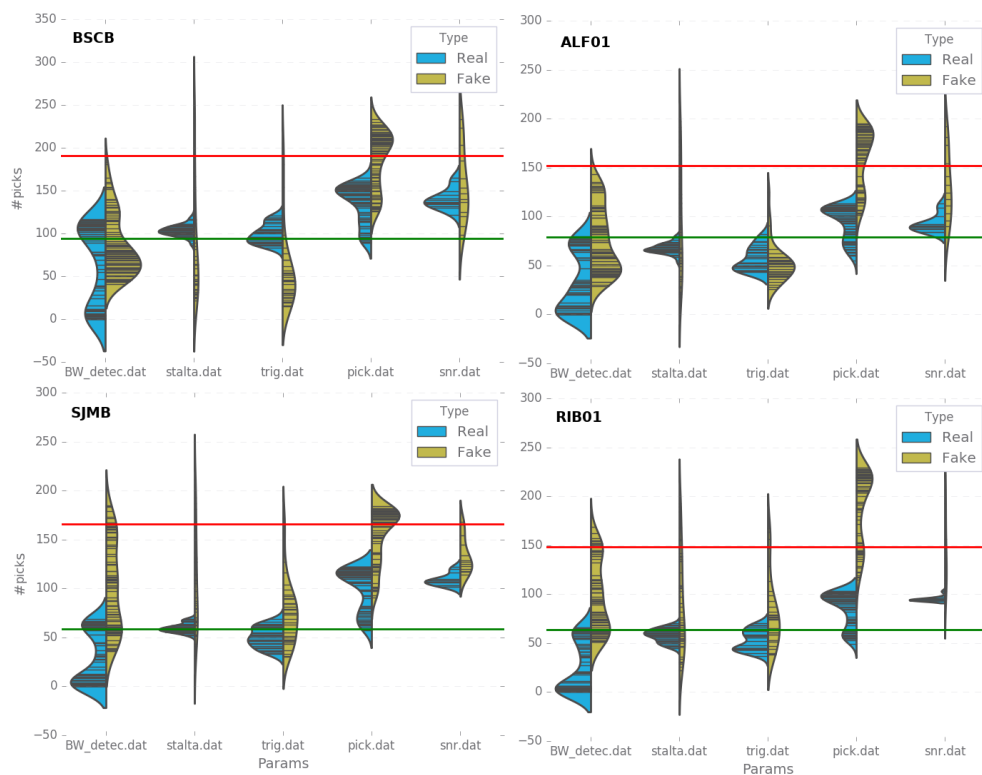 BSCB
Type
Real
Fake
350
300
250
200
150
100
50
0
−50
#picks
BW_detec.dat stalta.dat trig.dat pick.dat snr.dat
ALF01
Type
Real
Fake
300
250
200
150
100
50
0
−50
BW_detec.dat stalta.dat trig.dat pick.dat snr.dat
SJMB
Type
Real
Fake
300
250
200
150
100
50
0
−50
#picks
BW_detec.dat stalta.dat trig.dat pick.dat snr.dat
Params
RIB01
Type
Real
Fake
300
250
200
150
100
50
0
−50
BW_detec.dat stalta.dat trig.dat pick.dat snr.dat
Params